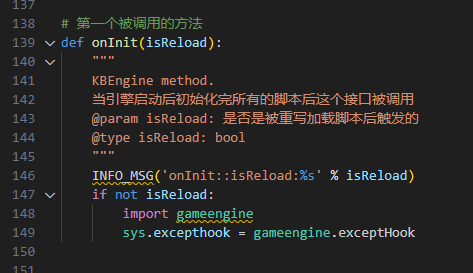 137
138 # 第一个被调用的方法
139 def onInit(isReload):
140 """
141 KBEngine method.
142 当引擎启动后初始化完所有的脚本后这个接口被调用
143 @param isReload: 是否是被重写加载脚本后触发的
144 @type isReload: bool
145 """
146 INFO_MSG('onInit::isReload:%s' % isReload)
147 if not isReload:
148 import gameengine
149 sys.excepthook = gameengine.exceptHook
150
151